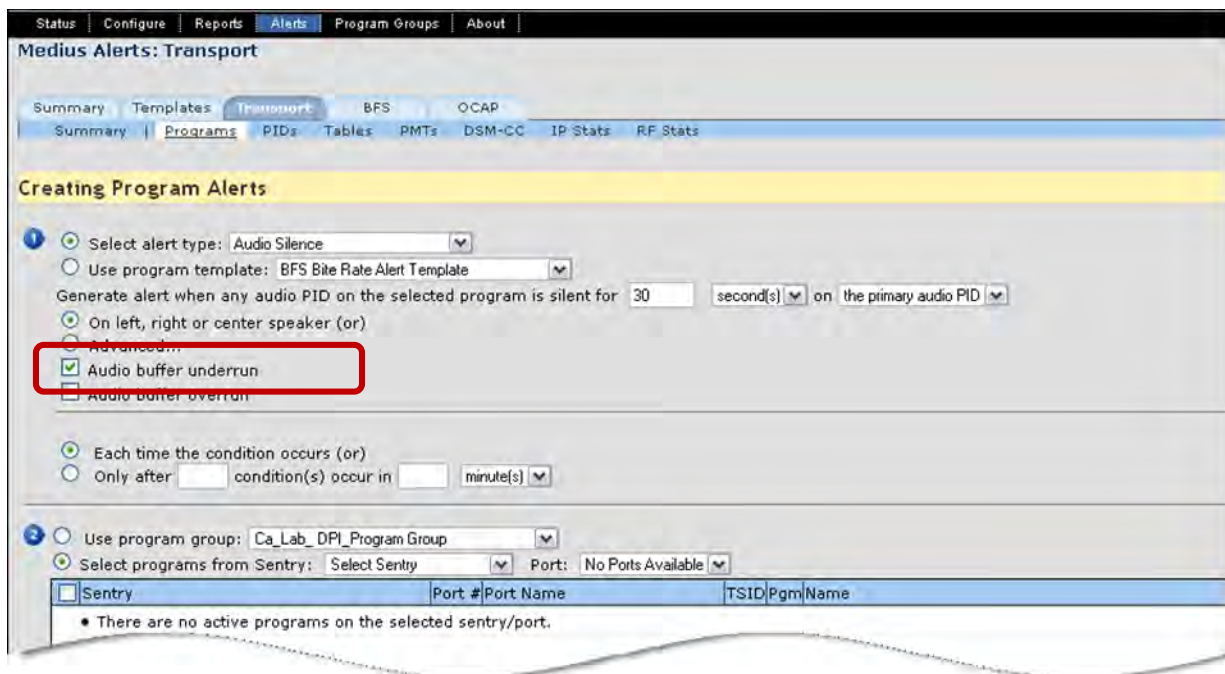 Status Configure Reports Alerts Program Groups About
Medius Alerts: Transport
Summary Templates Transport BFS OCAP
Summary | Programs PIDs Tables PMTs DSM-CC IP Stats RF Stats
Creating Program Alerts
1 Select alert type: Audio Silence
Use program template: BFS Bite Rate Alert Template
Generate alert when any audio PID on the selected program is silent for 30 second(s) on the primary audio PID
On left, right or center speaker (or)
Advanced...
Audio buffer underrun
Audio buffer overrun
Each time the condition occurs (or)
Only after condition(s) occur in minute(s)
2 Use program group: Ca_Lab_ DPI_Program Group
Select programs from Sentry: Select Sentry Port: No Ports Available
Sentry Port # Port Name TSID Pgm Name
• There are no active programs on the selected sentry/port.